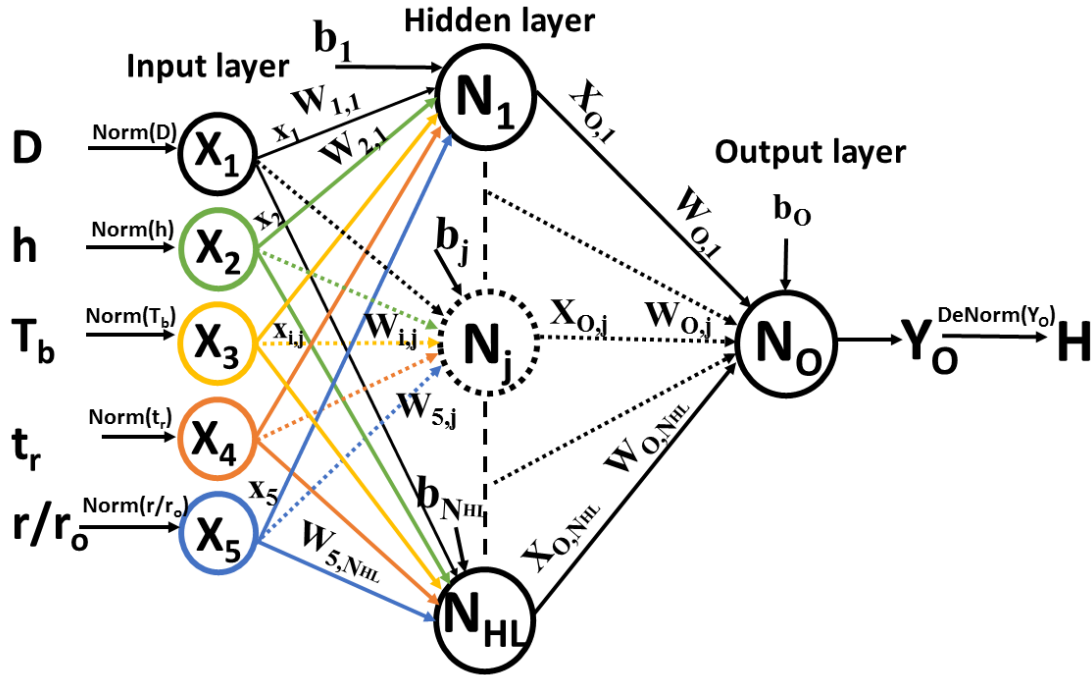 Hidden layer
b1
Input layer
W1,1
N1
XO,1
D
Norm(D)
X1
x1
W2,1
Output layer
WO,1
bO
h
Norm(h)
X2
x2
bj
Tb
Norm(Tb)
X3
xi,j
Wi,j
Nj
XO,j
WO,j
NO
YO
DeNorm(YO)
H
tr
Norm(tr)
X4
W5,j
WO,NHL
r/ro
Norm(r/ro)
X5
x5
bNHL
W5,NHL
XO,NHL
NHL